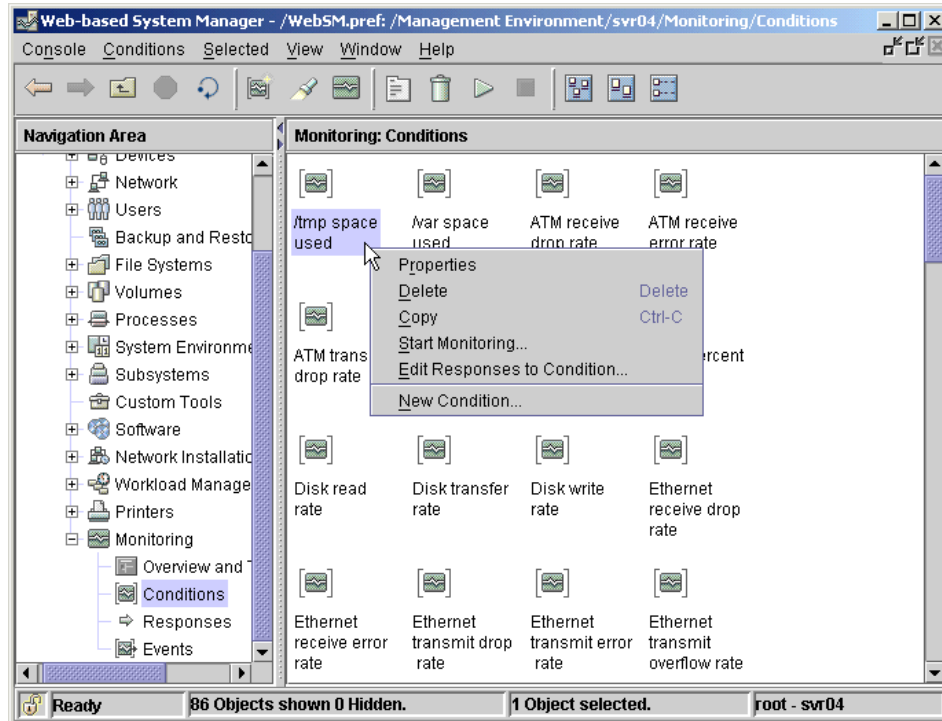 Web-based System Manager - /WebSM.pref: /Management Environment/svr04/Monitoring/Conditions
Console Conditions Selected View Window Help
Navigation Area
Monitoring: Conditions
Devices
Network
Users
Backup and Resto
File Systems
Volumes
Processes
System Environme
Subsystems
Custom Tools
Software
Network Installatio
Workload Manage
Printers
Monitoring
Overview and T
Conditions
Responses
Events
/tmp space
used
/var space
used
ATM receive
drop rate
ATM receive
error rate
Properties
Delete Delete
Copy Ctrl-C
Start Monitoring...
Edit Responses to Condition...
New Condition...
ATM trans
drop rate
ercent
Disk read
rate
Disk transfer
rate
Disk write
rate
Ethernet
receive drop
rate
Ethernet
receive error
rate
Ethernet
transmit drop
rate
Ethernet
transmit error
rate
Ethernet
transmit
overflow rate
Ready
86 Objects shown 0 Hidden.
1 Object selected.
root - svr04